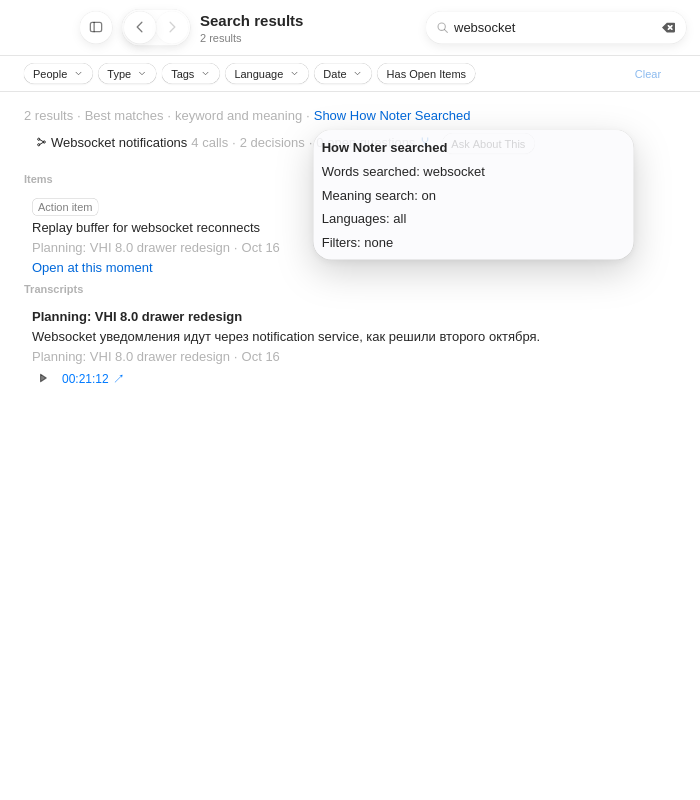 Search results
2 results
websocket
People
Type
Tags
Language
Date
Has Open Items
Clear
2 results · Best matches · keyword and meaning · Show How Noter Searched
Websocket notifications 4 calls · 2 decisions ·
Ask About This
How Noter searched
Words searched: websocket
Meaning search: on
Languages: all
Filters: none
Items
Action item
Replay buffer for websocket reconnects
Planning: VHI 8.0 drawer redesign · Oct 16
Open at this moment
Transcripts
Planning: VHI 8.0 drawer redesign
Websocket уведомления идут через notification service, как решили второго октября.
Planning: VHI 8.0 drawer redesign · Oct 16
00:21:12